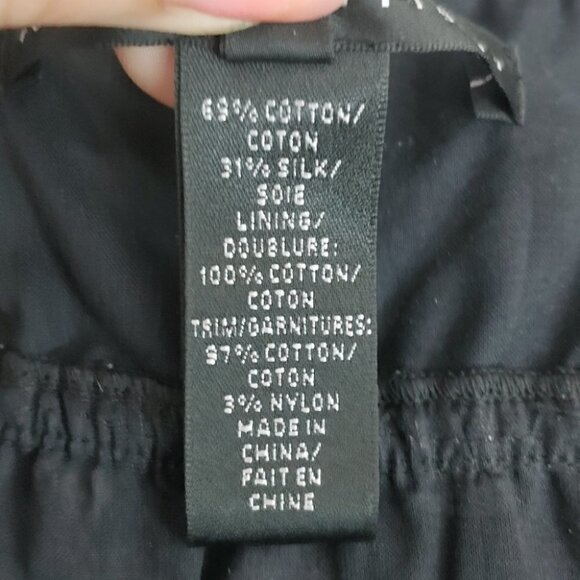 69% COTTON/
COTON
31% SILK/
SOIE
LINING/
DOUBLURE:
100% COTTON/
COTON
TRIM/GARNITURES:
97% COTTON/
COTON
3% NYLON
MADE IN
CHINA/
FAIT EN
CHINE